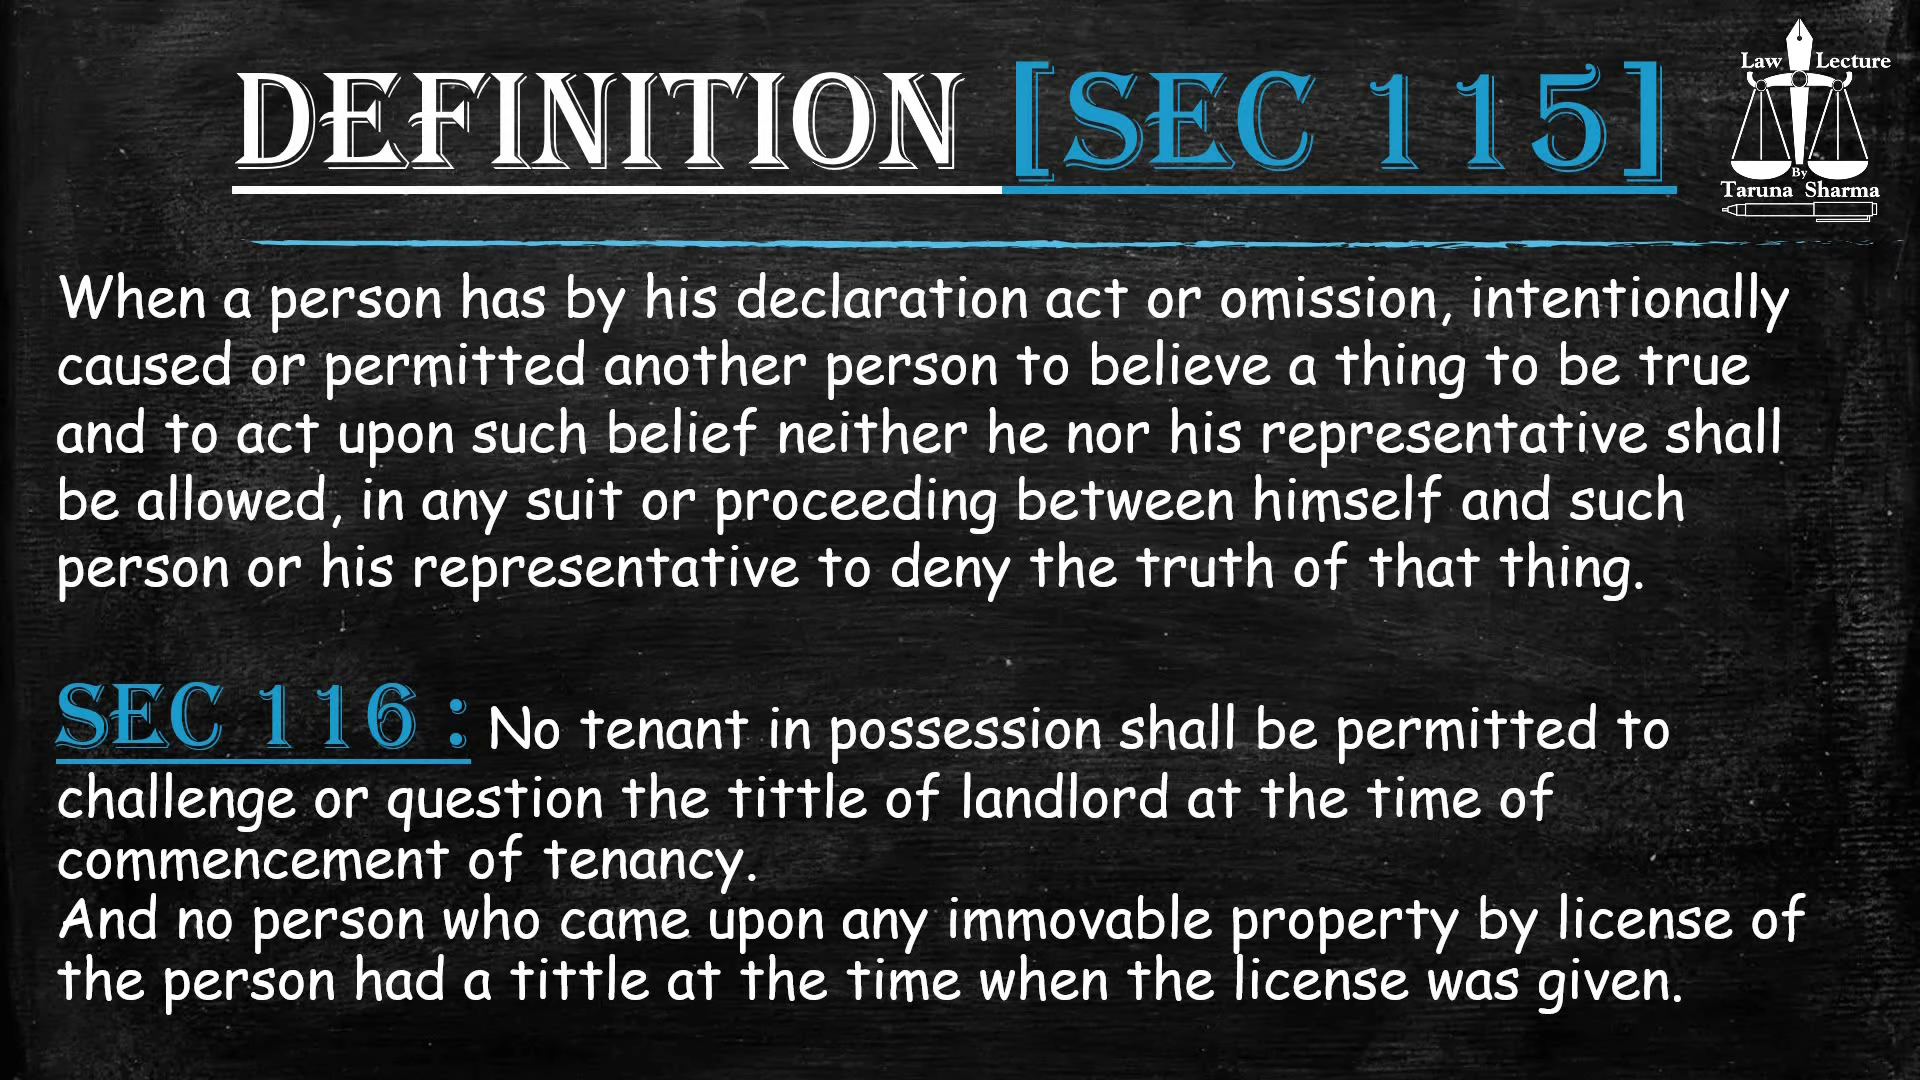 DEFINITION [SEC 115]
Law Lecture
By
Taruna Sharma
When a person has by his declaration act or omission, intentionally
caused or permitted another person to believe a thing to be true
and to act upon such belief neither he nor his representative shall
be allowed, in any suit or proceeding between himself and such
person or his representative to deny the truth of that thing.
SEC 116 : No tenant in possession shall be permitted to
challenge or question the tittle of landlord at the time of
commencement of tenancy.
And no person who came upon any immovable property by license of
the person had a tittle at the time when the license was given.